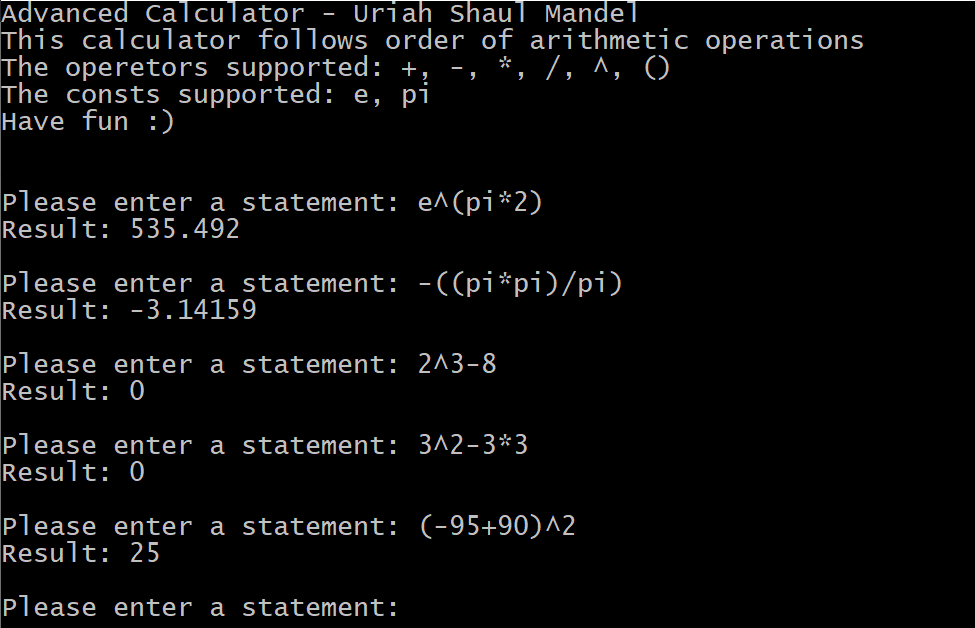 Advanced Calculator - Uriah Shaul Mandel
This calculator follows order of arithmetic operations
The operetors supported: +, -, *, /, ^, ()
The consts supported: e, pi
Have fun :)
Please enter a statement: e^(pi*2)
Result: 535.492
Please enter a statement: -((pi*pi)/pi)
Result: -3.14159
Please enter a statement: 2^3-8
Result: 0
Please enter a statement: 3^2-3*3
Result: 0
Please enter a statement: (-95+90)^2
Result: 25
Please enter a statement: